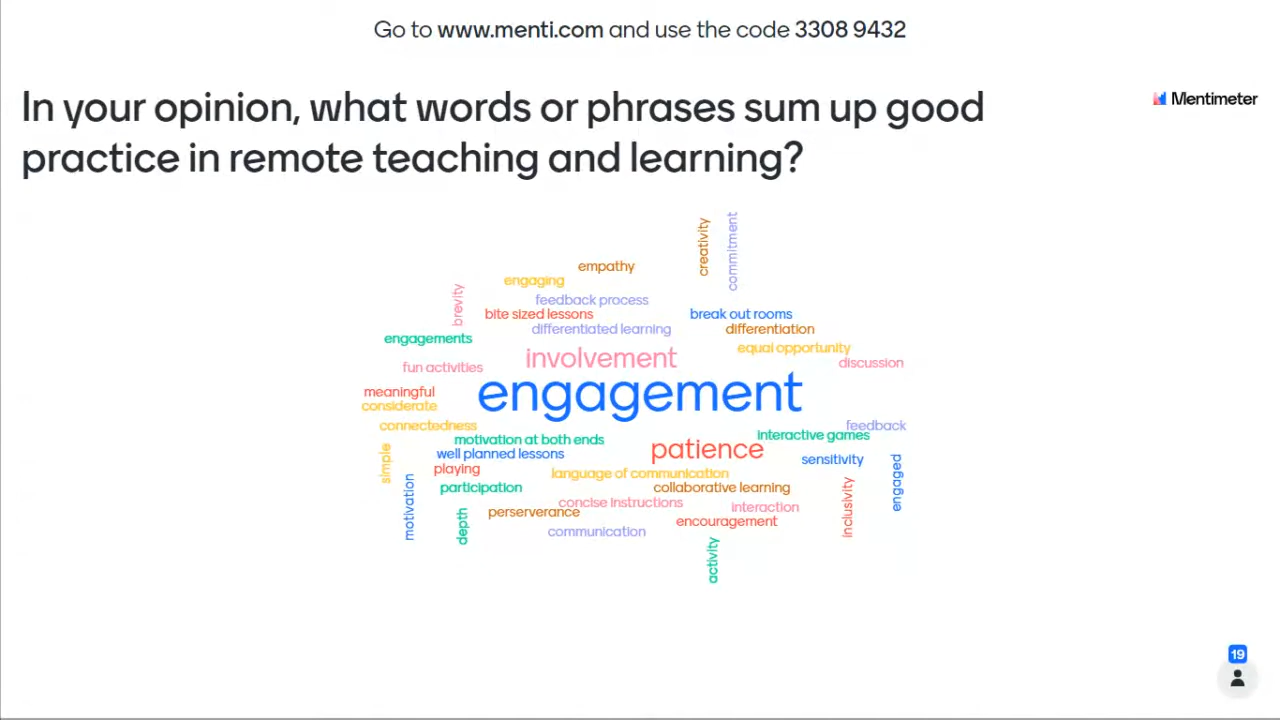 Go to www.menti.com and use the code 3308 9432
In your opinion, what words or phrases sum up good
practice in remote teaching and learning?
Mentimeter
creativity
commitment
empathy
engaging
brevity
feedback process
bite sized lessons
break out rooms
differentiated learning
differentiation
engagements
equal opportunity
involvement
discussion
fun activities
engagement
meaningful
considerate
connectedness
feedback
interactive games
motivation at both ends
patience
well planned lessons
sensitivity
simple
playing
language of communication
engaged
motivation
participation
collaborative learning
inclusivity
concise instructions
interaction
depth
perserverance
encouragement
communication
activity
19